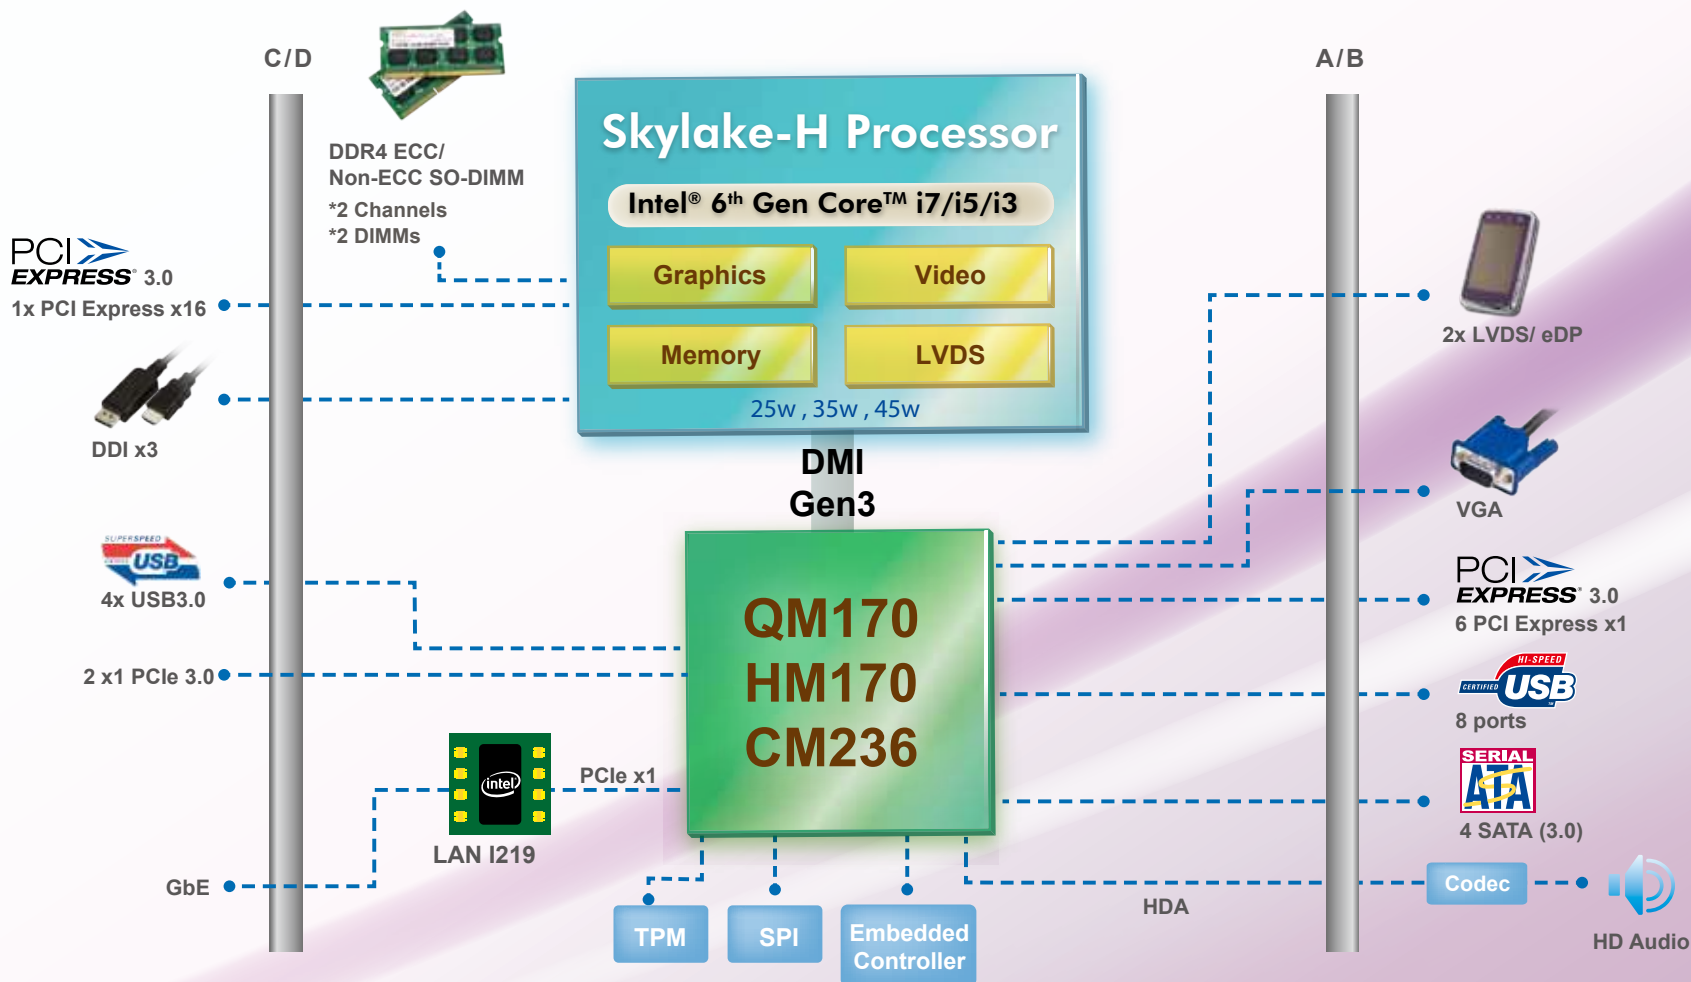 C/D
A/B
DDR4 ECC/
Non-ECC SO-DIMM
*2 Channels
*2 DIMMs
PCI
EXPRESS® 3.0
1x PCI Express x16
DDI x3
SUPERSPEED
USB
4x USB3.0
2 x1 PCIe 3.0
GbE
intel
LAN I219
PCIe x1
Skylake-H Processor
Intel® 6th Gen Core™ i7/i5/i3
Graphics
Video
Memory
LVDS
25w , 35w , 45w
DMI
Gen3
QM170
HM170
CM236
TPM
SPI
Embedded
Controller
HDA
2x LVDS/ eDP
VGA
PCI
EXPRESS® 3.0
6 PCI Express x1
HI-SPEED
CERTIFIED USB
8 ports
SERIAL
ATA
4 SATA (3.0)
Codec
HD Audio